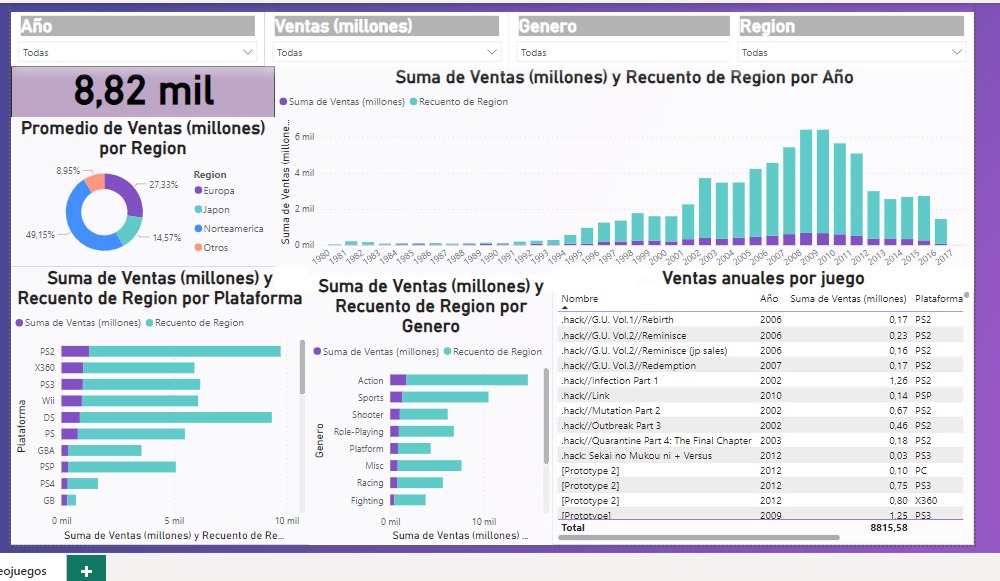 Año
Ventas (millones)
Genero
Region
Todas
Todas
Todas
Todas
8,82 mil
Promedio de Ventas (millones)
por Region
8,95%
27,33%
49,15%
14,57%
Region
Europa
Japon
Norteamerica
Otros
Suma de Ventas (millones) y Recuento de Region por Año
Suma de Ventas (millones) Recuento de Region
Suma de Ventas (millone...
6 mil
4 mil
2 mil
0 mil
1980 1981 1982 1983 1984 1985 1986 1987 1988 1989 1990 1991 1992 1993 1994 1995 1996 1997 1998 1999 2000 2001 2002 2003 2004 2005 2006 2007 2008 2009 2010 2011 2012 2013 2014 2015 2016 2017
Suma de Ventas (millones) y
Recuento de Region por Plataforma
Suma de Ventas (millones) Recuento de Region
Plataforma
PS2
X360
PS3
Wii
DS
PS
GBA
PSP
PS4
GB
0 mil 5 mil 10 mil
Suma de Ventas (millones) y Recuento de Re...
Suma de Ventas (millones) y
Recuento de Region por
Genero
Suma de Ventas (millones) Recuento de Region
Genero
Action
Sports
Shooter
Role-Playing
Platform
Misc
Racing
Fighting
0 mil 10 mil
Suma de Ventas (millones) ...
Ventas anuales por juego
Nombre Año Suma de Ventas (millones) Plataforma
.hack//G.U. Vol.1//Rebirth 2006 0,17 PS2
.hack//G.U. Vol.2//Reminisce 2006 0,23 PS2
.hack//G.U. Vol.2//Reminisce (jp sales) 2006 0,16 PS2
.hack//G.U. Vol.3//Redemption 2007 0,17 PS2
.hack//Infection Part 1 2002 1,26 PS2
.hack//Link 2010 0,14 PSP
.hack//Mutation Part 2 2002 0,67 PS2
.hack//Outbreak Part 3 2002 0,46 PS2
.hack//Quarantine Part 4: The Final Chapter 2003 0,18 PS2
.hack: Sekai no Mukou ni + Versus 2012 0,03 PS3
[Prototype 2] 2012 0,10 PC
[Prototype 2] 2012 0,75 PS3
[Prototype 2] 2012 0,80 X360
[Prototype] 2009 1,25 PS3
Total 8815,58
eojuegos
+